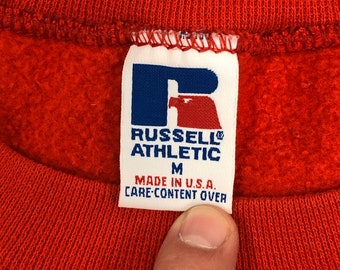 RUSSELL®
ATHLETIC
M
MADE IN U.S.A.
CARE-CONTENT OVER